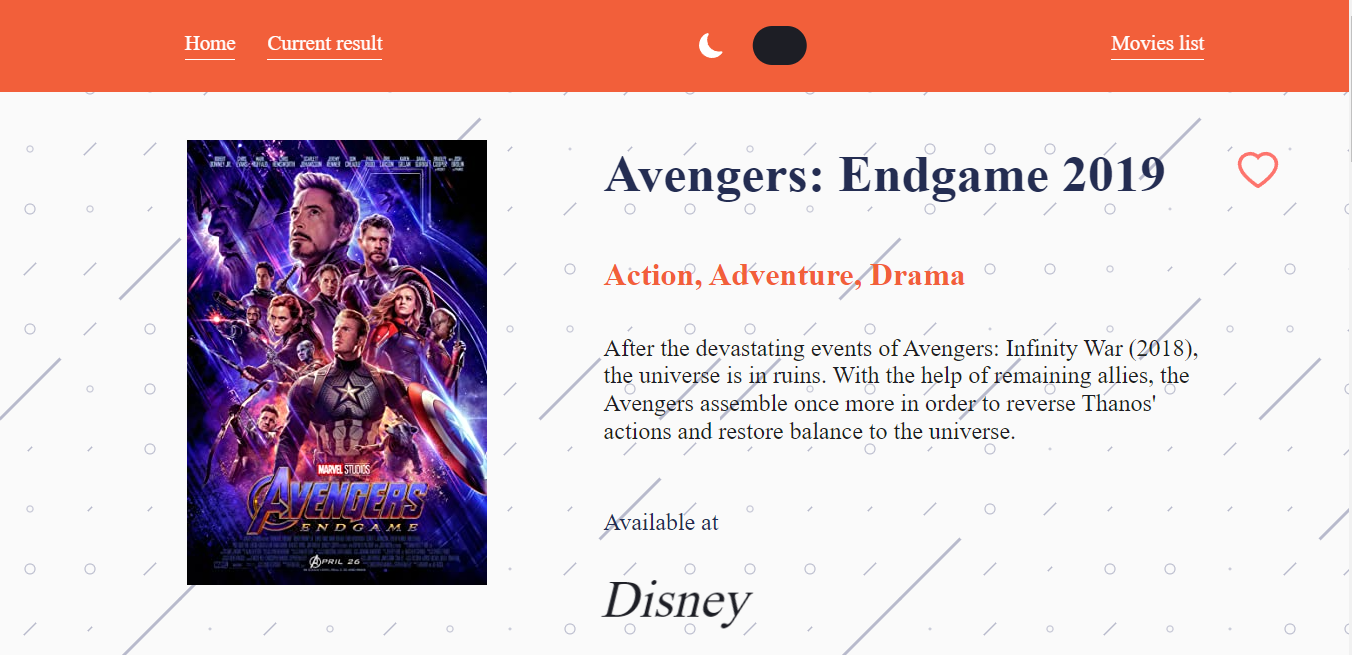 Home
Current result
Movies list
Avengers: Endgame 2019
Action, Adventure, Drama
After the devastating events of Avengers: Infinity War (2018),
the universe is in ruins. With the help of remaining allies, the
Avengers assemble once more in order to reverse Thanos'
actions and restore balance to the universe.
Available at
Disney
MARVEL STUDIOS
AVENGERS
ENDGAME
APRIL 26